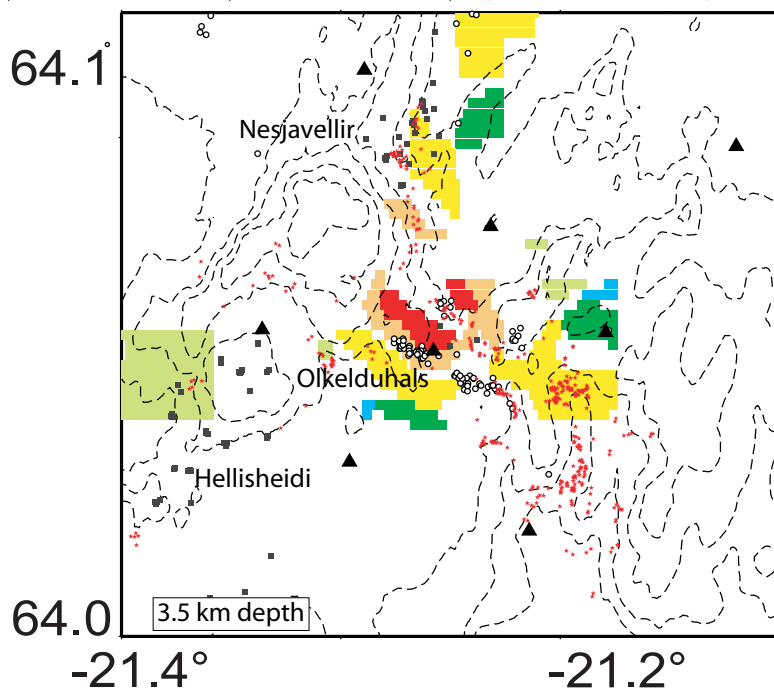 64.1°
Nesjavellir
Olkelduhals
Hellisheidi
3.5 km depth
64.0
-21.4°
-21.2°